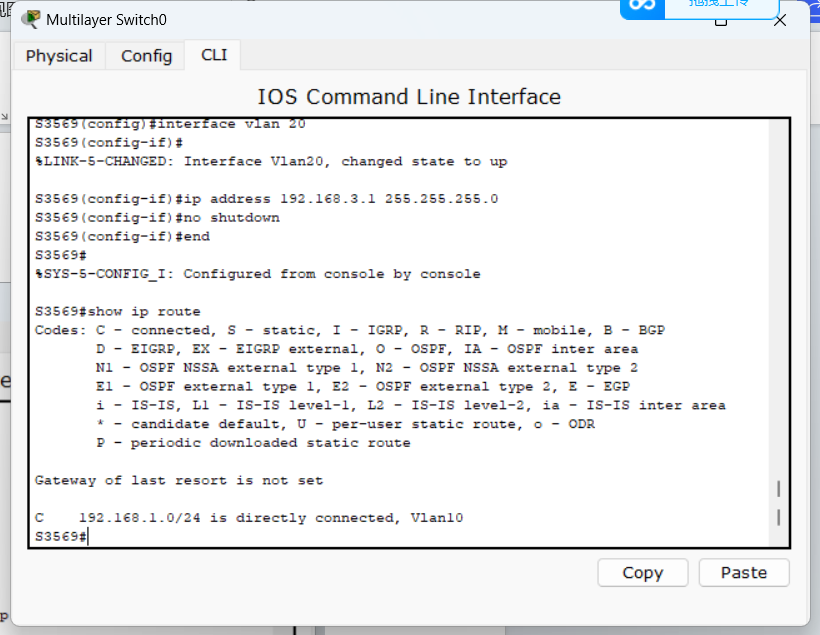 Multilayer Switch0
拖拽上传
Physical
Config
CLI
IOS Command Line Interface
S3569(config)#interface vlan 20
S3569(config-if)#
%LINK-5-CHANGED: Interface Vlan20, changed state to up
S3569(config-if)#ip address 192.168.3.1 255.255.255.0
S3569(config-if)#no shutdown
S3569(config-if)#end
S3569#
%SYS-5-CONFIG_I: Configured from console by console
S3569#show ip route
Codes: C - connected, S - static, I - IGRP, R - RIP, M - mobile, B - BGP
D - EIGRP, EX - EIGRP external, O - OSPF, IA - OSPF inter area
N1 - OSPF NSSA external type 1, N2 - OSPF NSSA external type 2
E1 - OSPF external type 1, E2 - OSPF external type 2, E - EGP
i - IS-IS, L1 - IS-IS level-1, L2 - IS-IS level-2, ia - IS-IS inter area
* - candidate default, U - per-user static route, o - ODR
P - periodic downloaded static route
Gateway of last resort is not set
C 192.168.1.0/24 is directly connected, Vlan10
S3569#
Copy
Paste